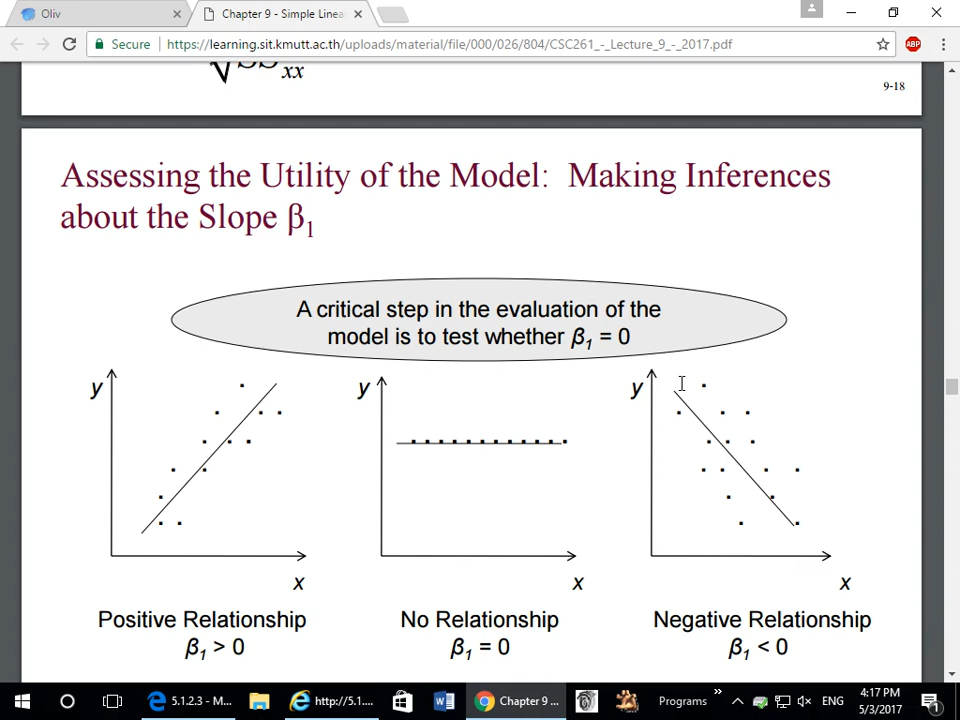 Oliv
Chapter 9 - Simple Linea
Secure
https://learning.sit.kmutt.ac.th/uploads/material/file/000/026/804/CSC261_-_Lecture_9_-_2017.pdf
ABP
√SS xx
9-18
Assessing the Utility of the Model: Making Inferences
about the Slope β1
A critical step in the evaluation of the
model is to test whether β1 = 0
y
y
y
x
x
x
Positive Relationship
No Relationship
Negative Relationship
β1 > 0
β1 = 0
β1 < 0
5.1.2.3 - M...
http://5.1....
Chapter 9 ...
Programs
»
ENG
4:17 PM
5/3/2017
1